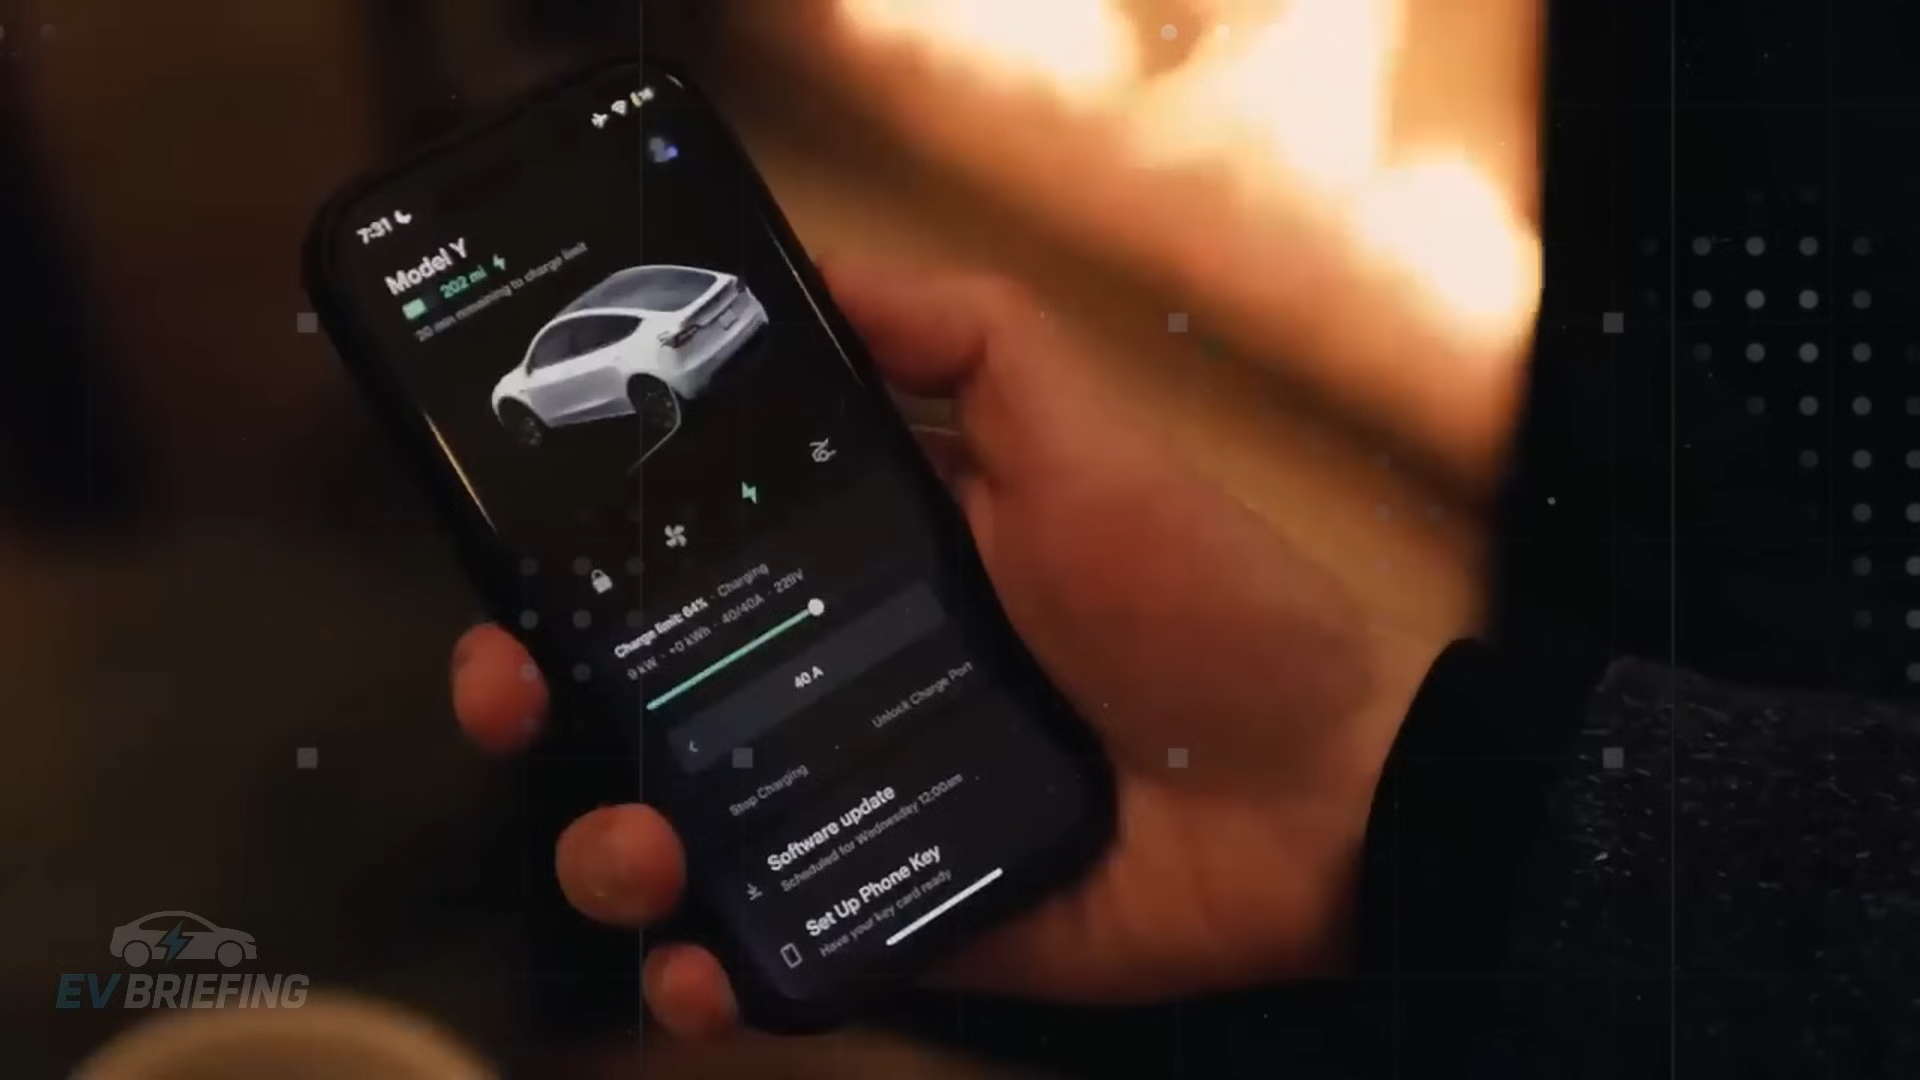 7:31
Model Y
202 mi
20 min remaining to charge limit
Charge limit: 64% · Charging
9 kW · +0 kWh · 40/40A · 229V
40 A
Stop Charging
Unlock Charge Port
Software update
Scheduled for Wednesday 12:00am
Set Up Phone Key
Have your key card ready
EV BRIEFING